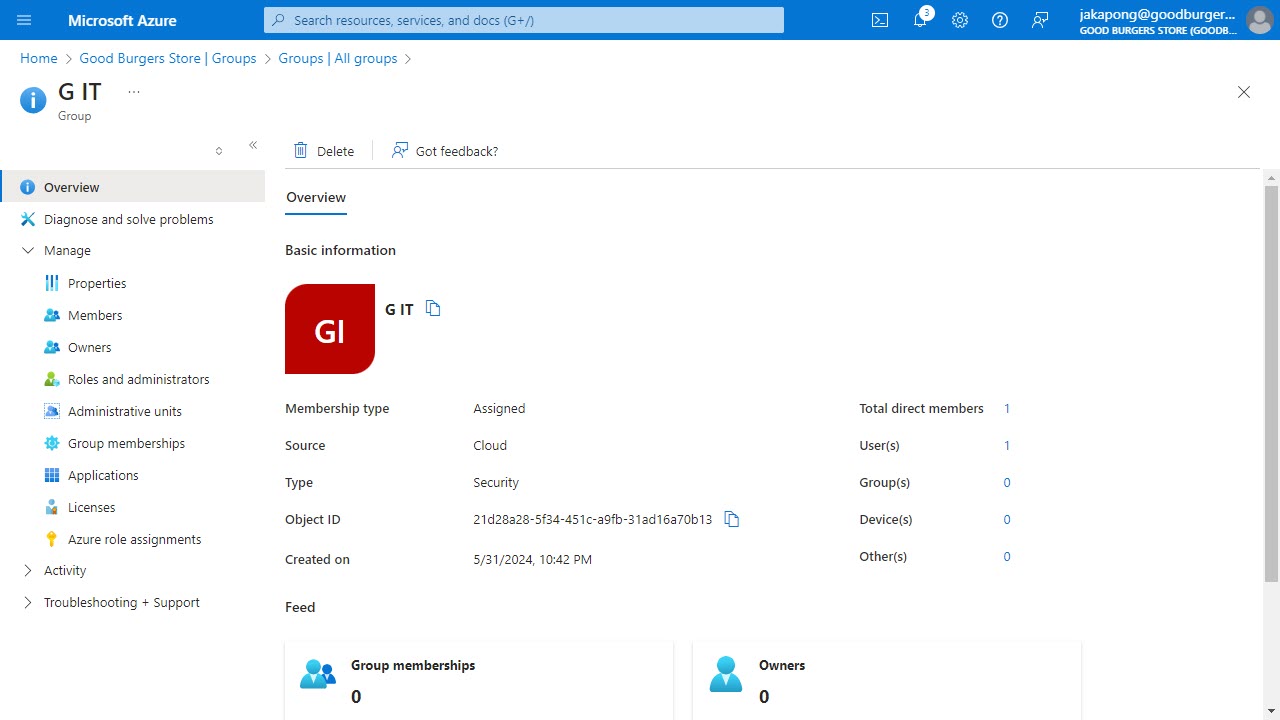 Microsoft Azure
Search resources, services, and docs (G+/)
3
jakapong@goodburger...
GOOD BURGERS STORE (GOODB...
Home > Good Burgers Store | Groups > Groups | All groups >
G IT ...
Group
Delete
Got feedback?
Overview
Diagnose and solve problems
Manage
Properties
Members
Owners
Roles and administrators
Administrative units
Group memberships
Applications
Licenses
Azure role assignments
Activity
Troubleshooting + Support
Overview
Basic information
GI
G IT
Membership type Assigned
Source Cloud
Type Security
Object ID 21d28a28-5f34-451c-a9fb-31ad16a70b13
Created on 5/31/2024, 10:42 PM
Total direct members 1
User(s) 1
Group(s) 0
Device(s) 0
Other(s) 0
Feed
Group memberships
0
Owners
0